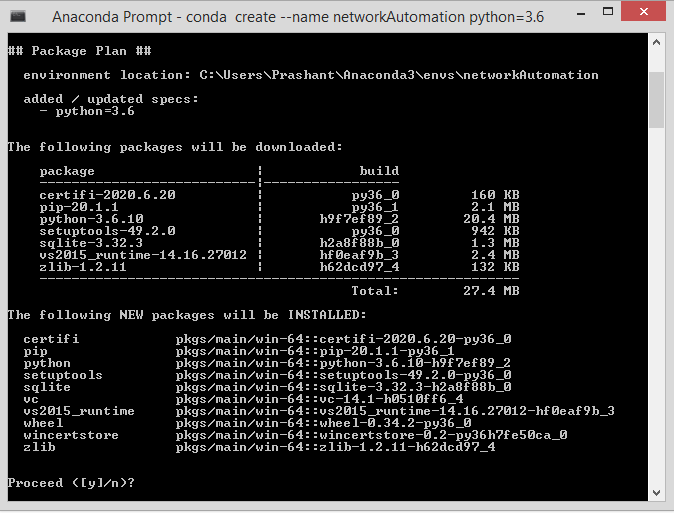 Anaconda Prompt - conda  create --name networkAutomation python=3.6
## Package Plan ##
  environment location: C:\Users\Prashant\Anaconda3\envs\networkAutomation
  added / updated specs:
    - python=3.6
The following packages will be downloaded:
    package                    |            build
    ---------------------------|-----------------
    certifi-2020.6.20          |           py36_0         160 KB
    pip-20.1.1                 |           py36_1         2.1 MB
    python-3.6.10              |       h9f7ef89_2        20.4 MB
    setuptools-49.2.0          |           py36_0         942 KB
    sqlite-3.32.3              |       h2a8f88b_0         1.3 MB
    vs2015_runtime-14.16.27012 |       hf0eaf9b_3         2.4 MB
    zlib-1.2.11                |       h62dcd97_4         132 KB
    ------------------------------------------------------------
                                           Total:        27.4 MB
The following NEW packages will be INSTALLED:
  certifi            pkgs/main/win-64::certifi-2020.6.20-py36_0
  pip                pkgs/main/win-64::pip-20.1.1-py36_1
  python             pkgs/main/win-64::python-3.6.10-h9f7ef89_2
  setuptools         pkgs/main/win-64::setuptools-49.2.0-py36_0
  sqlite             pkgs/main/win-64::sqlite-3.32.3-h2a8f88b_0
  vc                 pkgs/main/win-64::vc-14.1-h0510ff6_4
  vs2015_runtime     pkgs/main/win-64::vs2015_runtime-14.16.27012-hf0eaf9b_3
  wheel              pkgs/main/win-64::wheel-0.34.2-py36_0
  wincertstore       pkgs/main/win-64::wincertstore-0.2-py36h7fe50ca_0
  zlib               pkgs/main/win-64::zlib-1.2.11-h62dcd97_4
Proceed ([y]/n)?